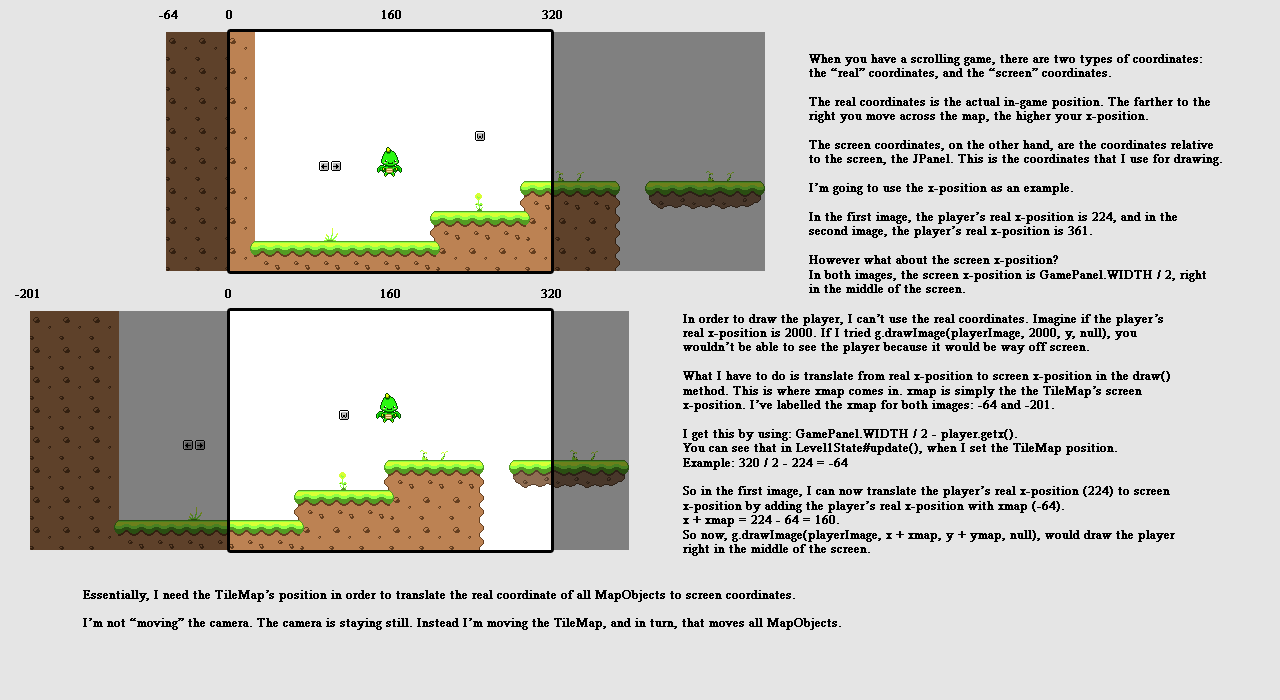 -64 0 160 320
W
← →
When you have a scrolling game, there are two types of coordinates:
the “real” coordinates, and the “screen” coordinates.
The real coordinates is the actual in-game position. The farther to the
right you move across the map, the higher your x-position.
The screen coordinates, on the other hand, are the coordinates relative
to the screen, the JPanel. This is the coordinates that I use for drawing.
I’m going to use the x-position as an example.
In the first image, the player’s real x-position is 224, and in the
second image, the player’s real x-position is 361.
However what about the screen x-position?
In both images, the screen x-position is GamePanel.WIDTH / 2, right
in the middle of the screen.
-201 0 160 320
W
← →
In order to draw the player, I can’t use the real coordinates. Imagine if the player’s
real x-position is 2000. If I tried g.drawImage(playerImage, 2000, y, null), you
wouldn’t be able to see the player because it would be way off screen.
What I have to do is translate from real x-position to screen x-position in the draw()
method. This is where xmap comes in. xmap is simply the the TileMap’s screen
x-position. I’ve labelled the xmap for both images: -64 and -201.
I get this by using: GamePanel.WIDTH / 2 - player.getx().
You can see that in Level1State#update(), when I set the TileMap position.
Example: 320 / 2 - 224 = -64
So in the first image, I can now translate the player’s real x-position (224) to screen
x-position by adding the player’s real x-position with xmap (-64).
x + xmap = 224 - 64 = 160.
So now, g.drawImage(playerImage, x + xmap, y + ymap, null), would draw the player
right in the middle of the screen.
Essentially, I need the TileMap’s position in order to translate the real coordinate of all MapObjects to screen coordinates.
I’m not “moving” the camera. The camera is staying still. Instead I’m moving the TileMap, and in turn, that moves all MapObjects.